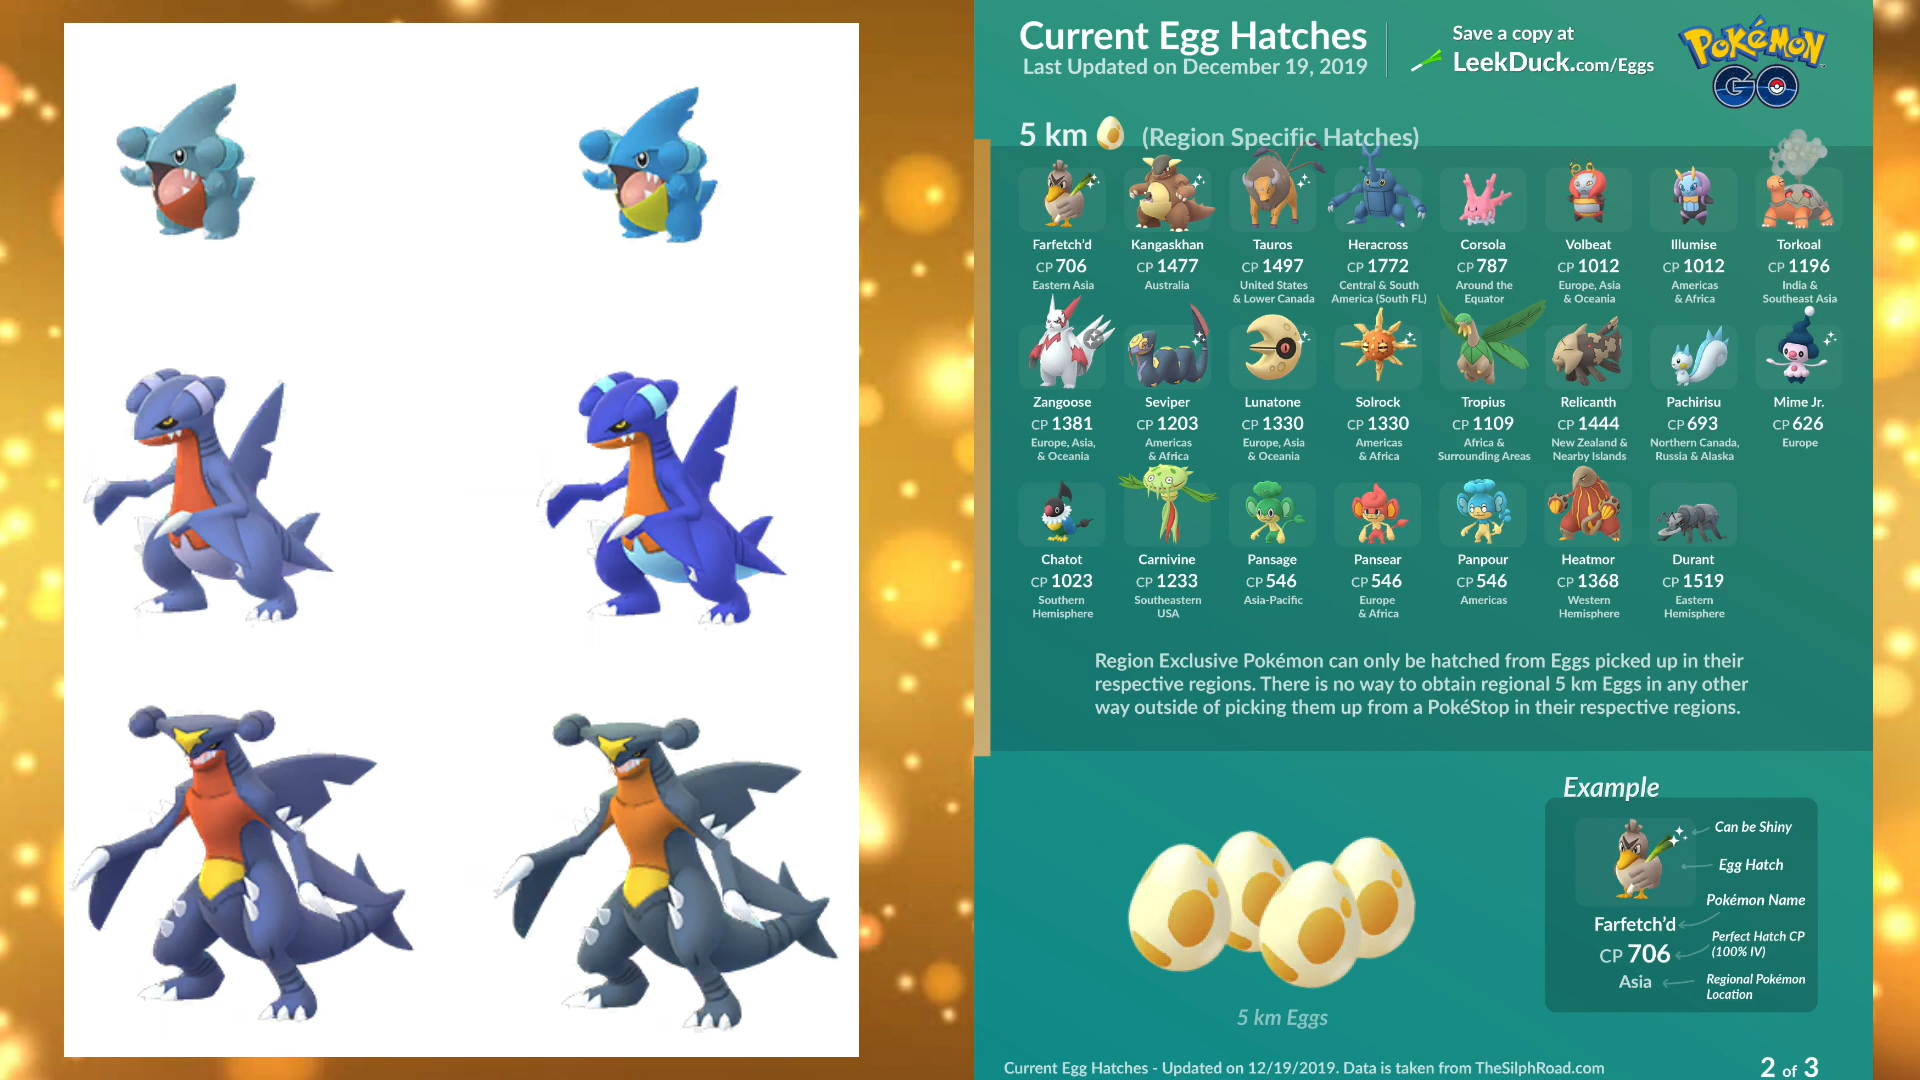 Current Egg Hatches
Last Updated on December 19, 2019
Save a copy at
LeekDuck.com/Eggs
POKéMON
GO
5 km (Region Specific Hatches)
Farfetch'd Kangaskhan Tauros Heracross Corsola Volbeat Illumise Torkoal
CP 706 CP 1477 CP 1497 CP 1772 CP 787 CP 1012 CP 1012 CP 1196
Eastern Asia Australia United States Central & South Around the Europe, Asia Americas India &
& Lower Canada America (South FL) Equator & Oceania & Africa Southeast Asia
Zangoose Seviper Lunatone Solrock Tropius Relicanth Pachirisu Mime Jr.
CP 1381 CP 1203 CP 1330 CP 1330 CP 1109 CP 1444 CP 693 CP 626
Europe, Asia, Americas Europe, Asia Americas Africa & New Zealand & Northern Canada, Europe
& Oceania & Africa & Oceania & Africa Surrounding Areas Nearby Islands Russia & Alaska
Chatot Carnivine Pansage Pansear Panpour Heatmor Durant
CP 1023 CP 1233 CP 546 CP 546 CP 546 CP 1368 CP 1519
Southern Southeastern Asia-Pacific Europe Americas Western Eastern
Hemisphere USA & Africa Hemisphere Hemisphere
Region Exclusive Pokémon can only be hatched from Eggs picked up in their
respective regions. There is no way to obtain regional 5 km Eggs in any other
way outside of picking them up from a PokéStop in their respective regions.
5 km Eggs
Example
Can be Shiny
Egg Hatch
Pokémon Name
Farfetch'd
Perfect Hatch CP
(100% IV)
CP 706
Asia
Regional Pokémon
Location
Current Egg Hatches - Updated on 12/19/2019. Data is taken from TheSilphRoad.com
2 of 3